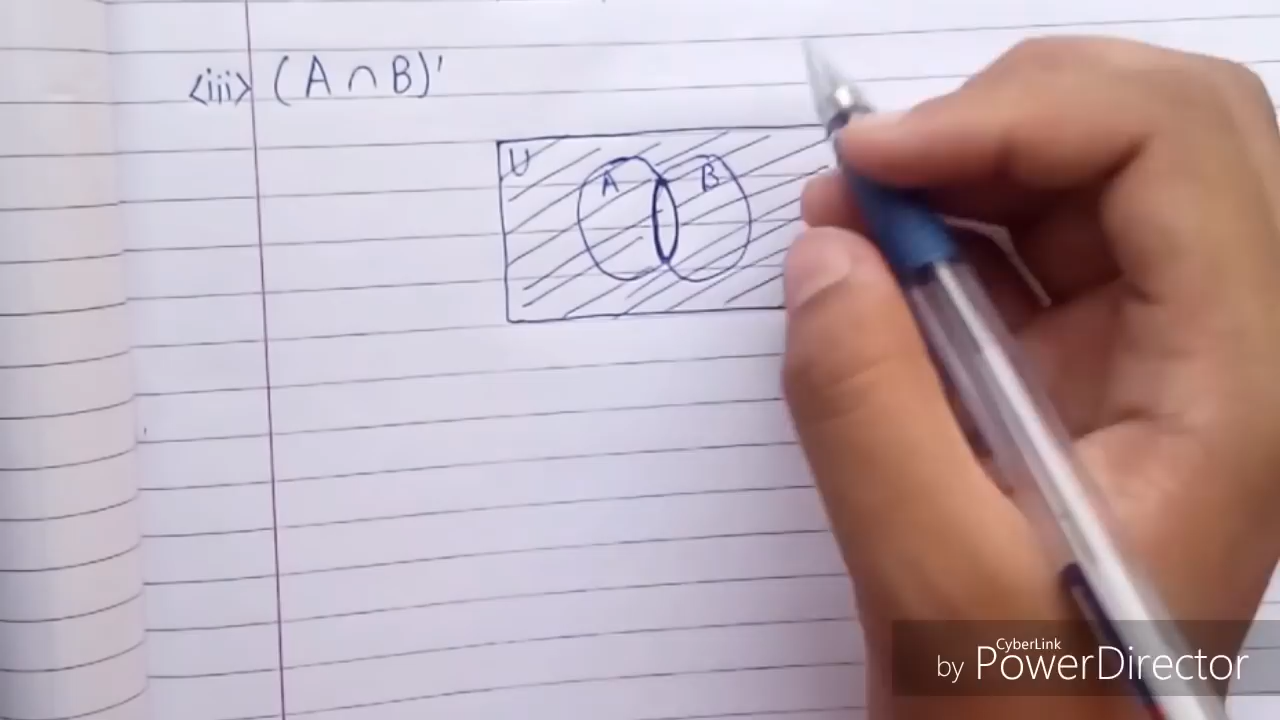 <iii> (A ∩ B)'
U
A B
CyberLink
by PowerDirector